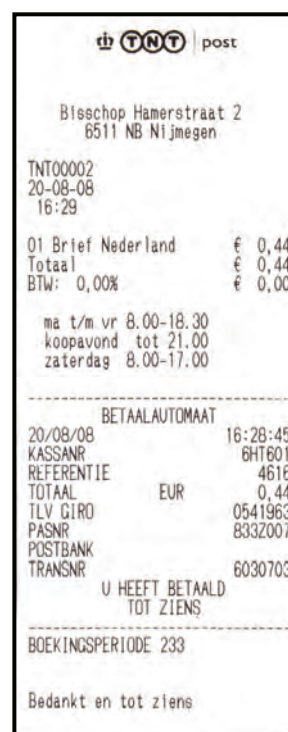 TNT post
Bisschop Hamerstraat 2
6511 NB Nijmegen
TNT00002
20-08-08
16:29
01 Brief Nederland € 0,44
Totaal € 0,44
BTW: 0,00% € 0,00
ma t/m vr 8.00-18.30
koopavond tot 21.00
zaterdag 8.00-17.00
BETAALAUTOMAAT
20/08/08 16:28:45
KASSANR 6HT601
REFERENTIE 4616
TOTAAL EUR 0,44
TLV GIRO 0541963
PASNR 833Z007
POSTBANK
TRANSNR 6030703
U HEEFT BETAALD
TOT ZIENS
BOEKINGSPERIODE 233
Bedankt en tot ziens